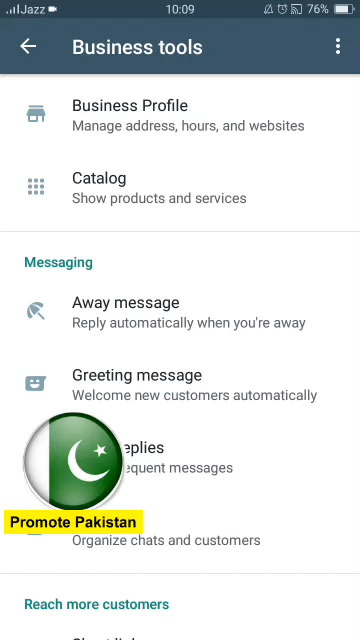 Jazz
10:09
76%
Business tools
Business Profile
Manage address, hours, and websites
Catalog
Show products and services
Messaging
Away message
Reply automatically when you're away
Greeting message
Welcome new customers automatically
eplies
equent messages
Promote Pakistan
Organize chats and customers
Reach more customers